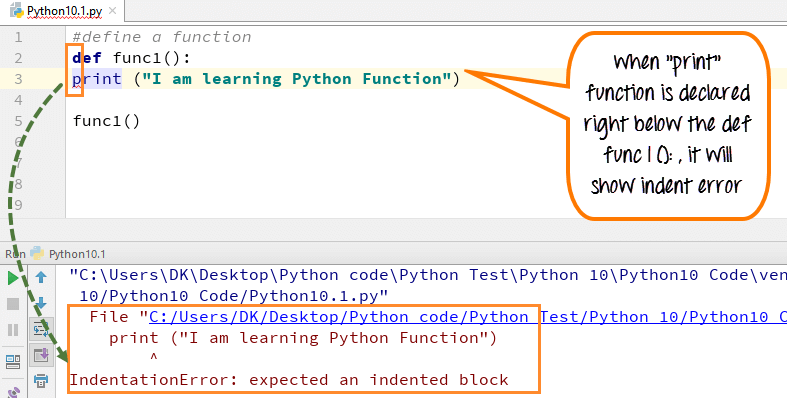 Python10.1.py ×
1 #define a function
2 def func1():
3 print ("I am learning Python Function")
4
5 func1()
6
7
8
9
When "print"
function is declared
right below the def
func1 (): , it will
show indent error
Run Python10.1
"C:\Users\DK\Desktop\Python code\Python Test\Python 10\Python10 Code\ven
10/Python10 Code/Python10.1.py"
File "C:/Users/DK/Desktop/Python code/Python Test/Python 10/Python10 C
print ("I am learning Python Function")
^
IndentationError: expected an indented block